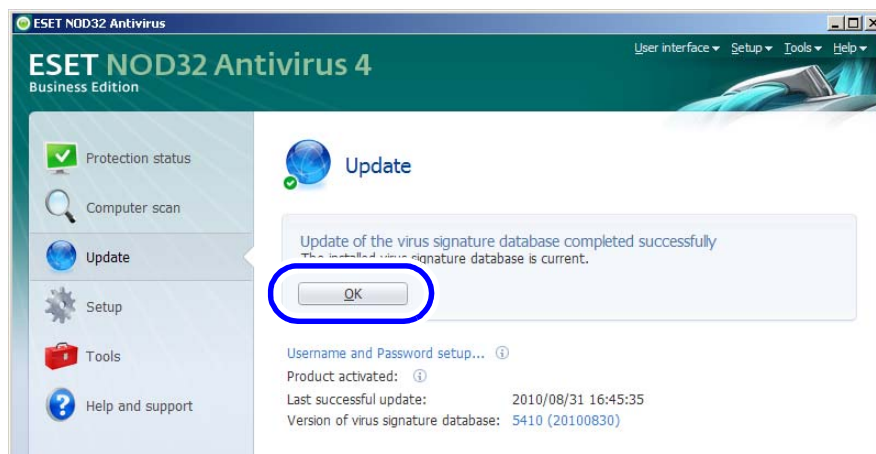 ESET NOD32 Antivirus
User interface Setup Tools Help
ESET NOD32 Antivirus 4
Business Edition
Protection status
Computer scan
Update
Setup
Tools
Help and support
Update
Update of the virus signature database completed successfully
The installed virus signature database is current.
OK
Username and Password setup...
Product activated:
Last successful update: 2010/08/31 16:45:35
Version of virus signature database: 5410 (20100830)